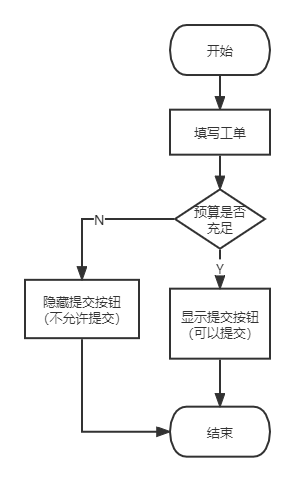 开始
填写工单
预算是否
充足
N
Y
隐藏提交按钮
（不允许提交）
显示提交按钮
（可以提交）
结束